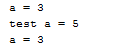 a = 3
test a = 5
a = 3